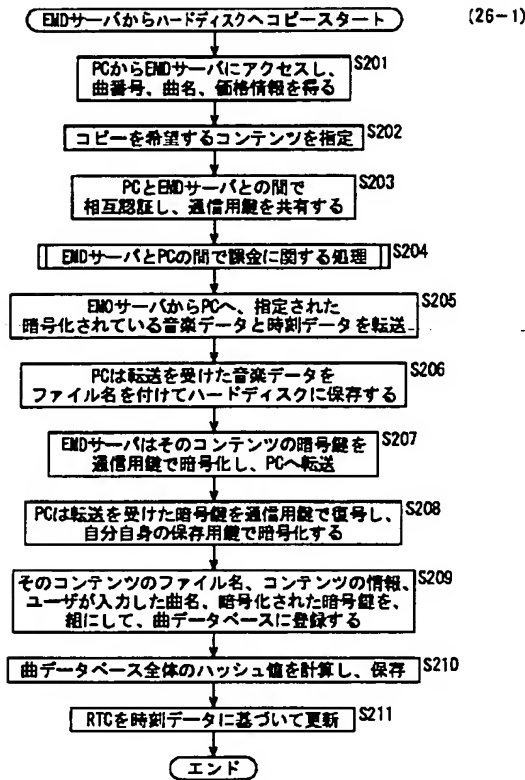 EMDサーバからハードディスクへコピースタート
(26-1)
S201
PCからEMDサーバにアクセスし、
曲番号、曲名、価格情報を得る
S202
コピーを希望するコンテンツを指定
S203
PCとEMDサーバとの間で
相互認証し、通信用鍵を共有する
S204
EMDサーバとPCの間で課金に関する処理
S205
EMDサーバからPCへ、指定された
暗号化されている音楽データと時刻データを転送
S206
PCは転送を受けた音楽データを
ファイル名を付けてハードディスクに保存する
S207
EMDサーバはそのコンテンツの暗号鍵を
通信用鍵で暗号化し、PCへ転送
S208
PCは転送を受けた暗号鍵を通信用鍵で復号し、
自分自身の保存用鍵で暗号化する
S209
そのコンテンツのファイル名、コンテンツの情報、
ユーザが入力した曲名、暗号化された暗号鍵を、
組にして、曲データベースに登録する
S210
曲データベース全体のハッシュ値を計算し、保存
S211
RTCを時刻データに基づいて更新
エンド